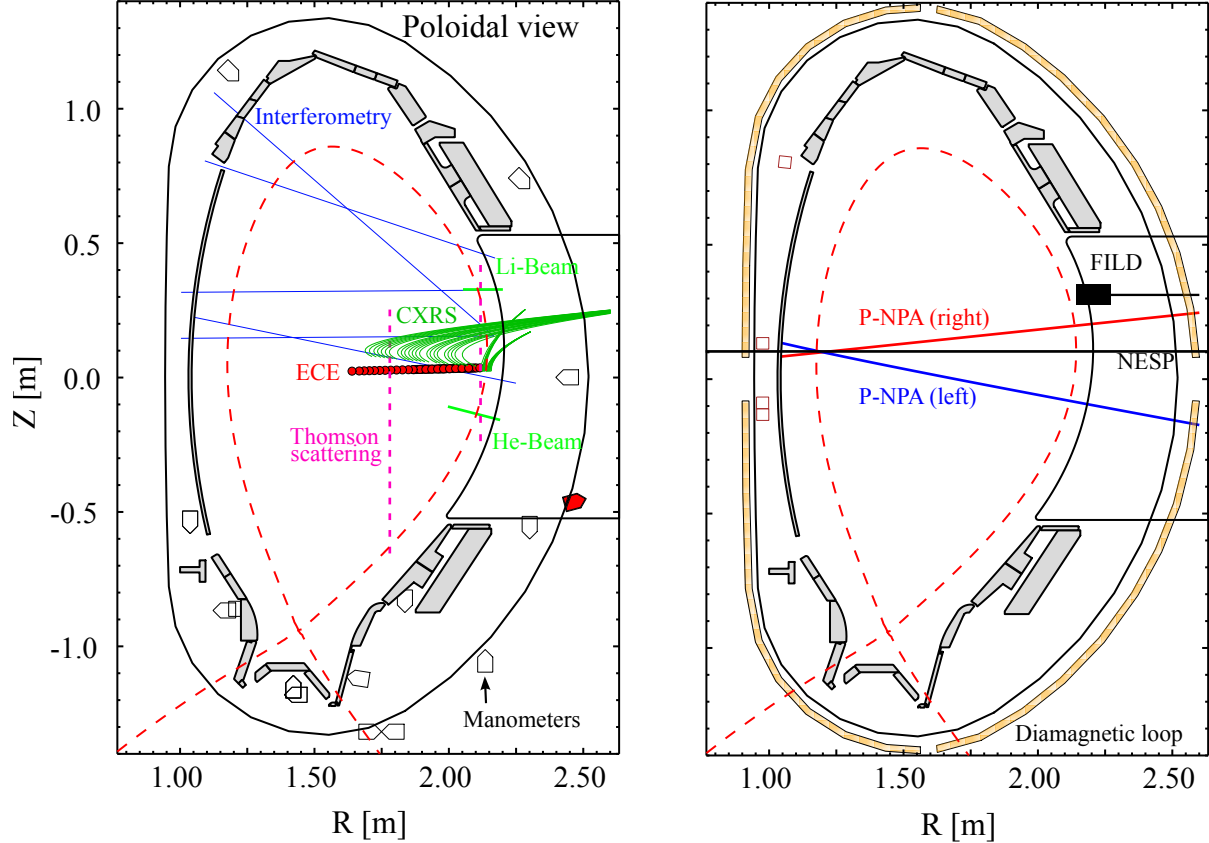 Poloidal view
Interferometry
Li-Beam
CXRS
ECE
Thomson
scattering
He-Beam
Manometers
1.0
0.5
0.0
-0.5
-1.0
Z [m]
1.00
1.50
2.00
2.50
R [m]
FILD
P-NPA (right)
NESP
P-NPA (left)
Diamagnetic loop
1.00
1.50
2.00
2.50
R [m]